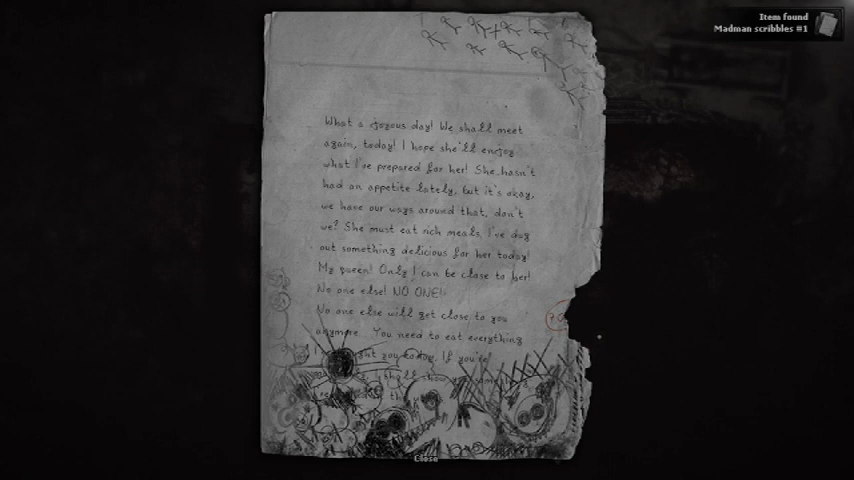 Item found
Madman scribbles #1
What a joyous day! We shall meet
again, today! I hope she'll enjoy
what I've prepared for her! She hasn't
had an appetite lately, but it's okay,
we have our ways around that, don't
we? She must eat rich meals. I've dug
out something delicious for her today!
My queen! Only I can be close to her!
No one else! NO ONE!
No one else will get close to you
anymore. You need to eat everything
I you today. If you're
shall show
Close